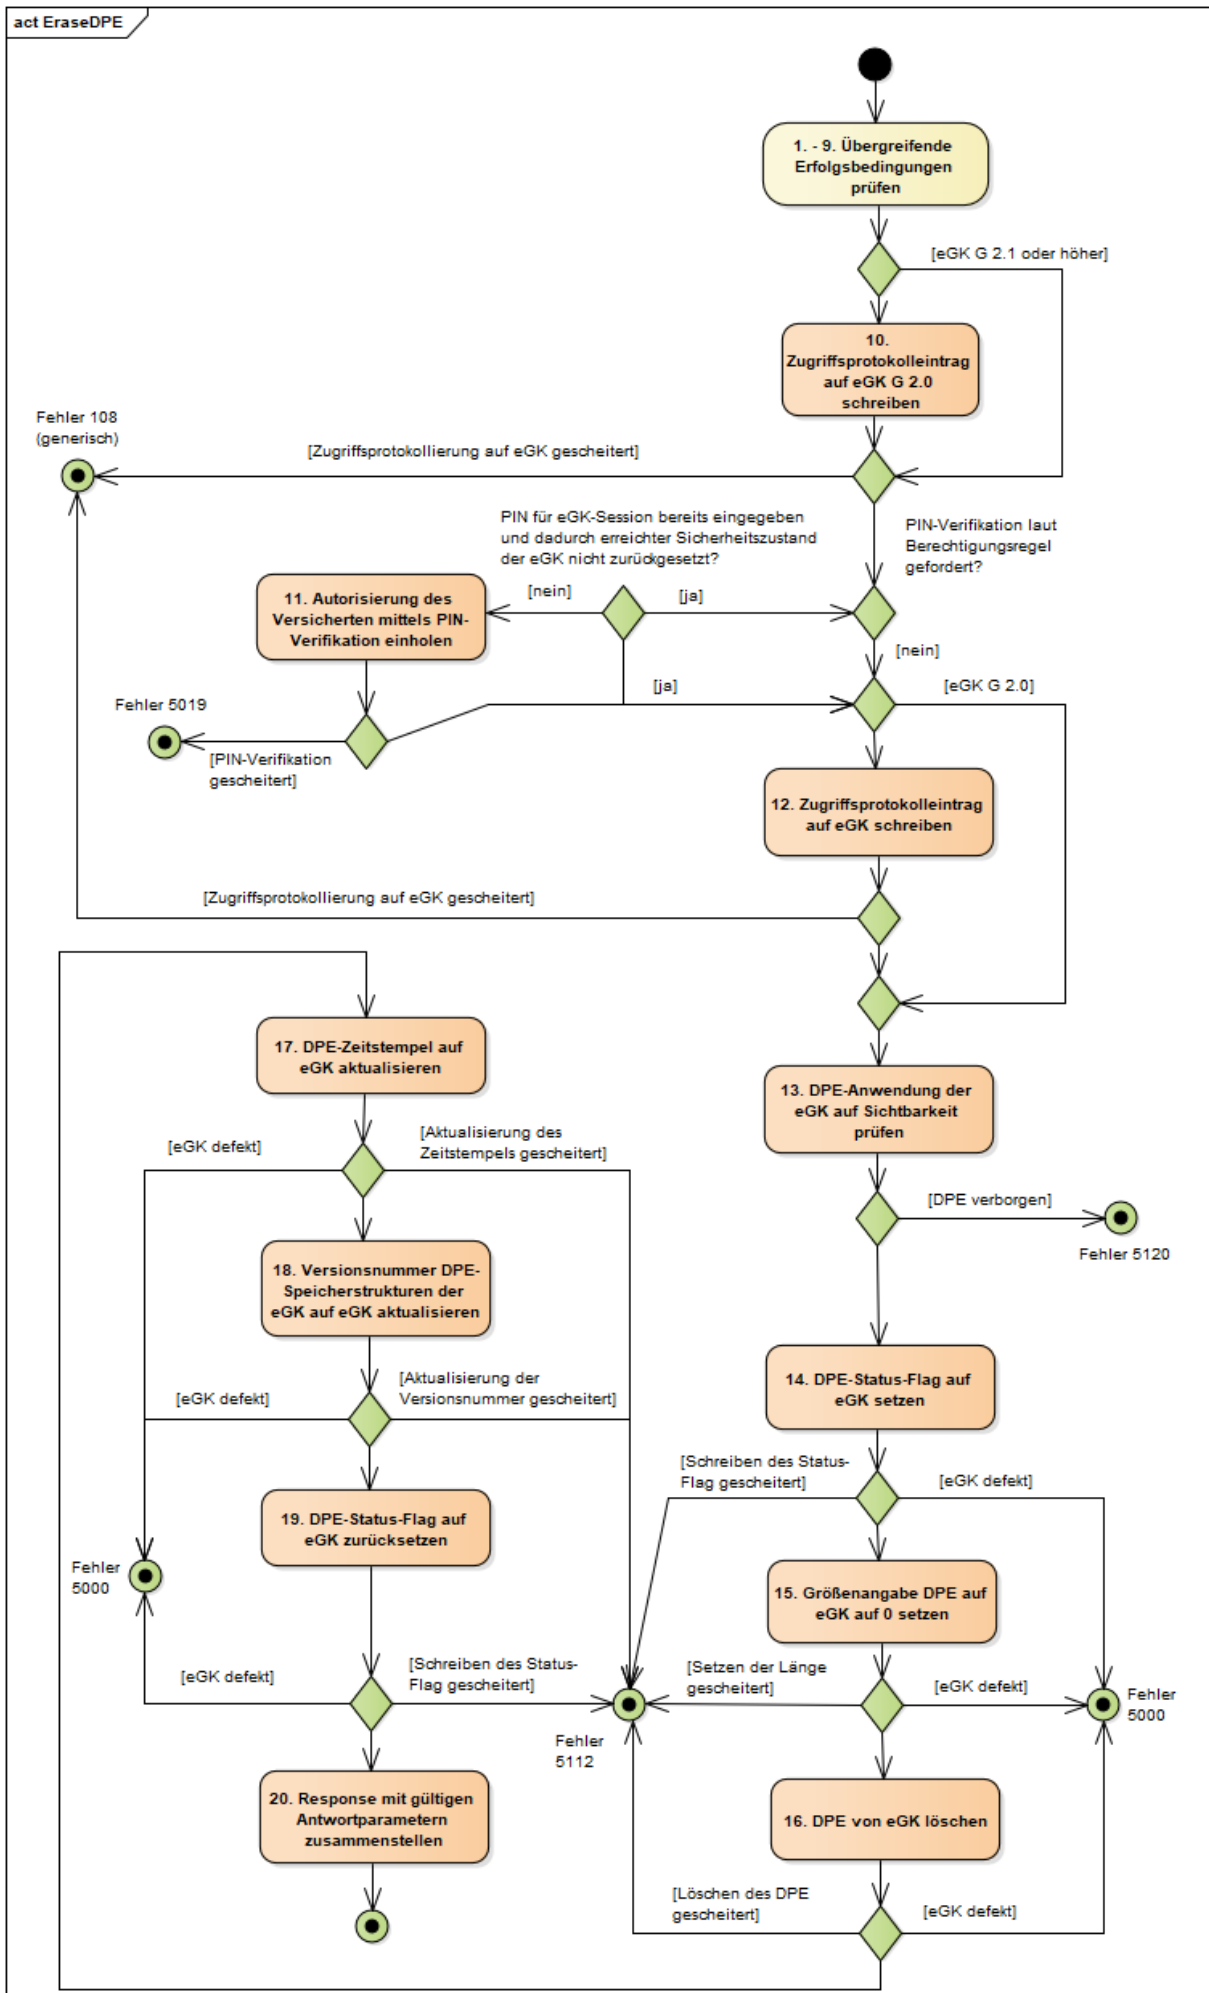 act EraseDPE
1. - 9. Übergreifende
Erfolgsbedingungen
prüfen
[eGK G 2.1 oder höher]
10.
Zugriffsprotokolleintrag
auf eGK G 2.0
schreiben
Fehler 108
(generisch)
[Zugriffsprotokollierung auf eGK gescheitert]
PIN für eGK-Session bereits eingegeben
und dadurch erreichter Sicherheitszustand
der eGK nicht zurückgesetzt?
PIN-Verifikation laut
Berechtigungsregel
gefordert?
11. Autorisierung des
Versicherten mittels PIN-
Verifikation einholen
[nein]
[ja]
[nein]
[ja]
[eGK G 2.0]
Fehler 5019
[PIN-Verifikation
gescheitert]
12. Zugriffsprotokolleintrag
auf eGK schreiben
[Zugriffsprotokollierung auf eGK gescheitert]
13. DPE-Anwendung der
eGK auf Sichtbarkeit
prüfen
[DPE verborgen]
Fehler 5120
14. DPE-Status-Flag auf
eGK setzen
[Schreiben des Status-
Flag gescheitert]
[eGK defekt]
15. Größenangabe DPE auf
eGK auf 0 setzen
[Setzen der Länge
gescheitert]
[eGK defekt]
Fehler
5000
16. DPE von eGK löschen
[Löschen des DPE
gescheitert]
[eGK defekt]
17. DPE-Zeitstempel auf
eGK aktualisieren
[eGK defekt]
[Aktualisierung des
Zeitstempels gescheitert]
18. Versionsnummer DPE-
Speicherstrukturen der
eGK auf eGK aktualisieren
[eGK defekt]
[Aktualisierung der
Versionsnummer gescheitert]
19. DPE-Status-Flag auf
eGK zurücksetzen
Fehler
5000
[eGK defekt]
[Schreiben des Status-
Flag gescheitert]
Fehler
5112
20. Response mit gültigen
Antwortparametern
zusammenstellen